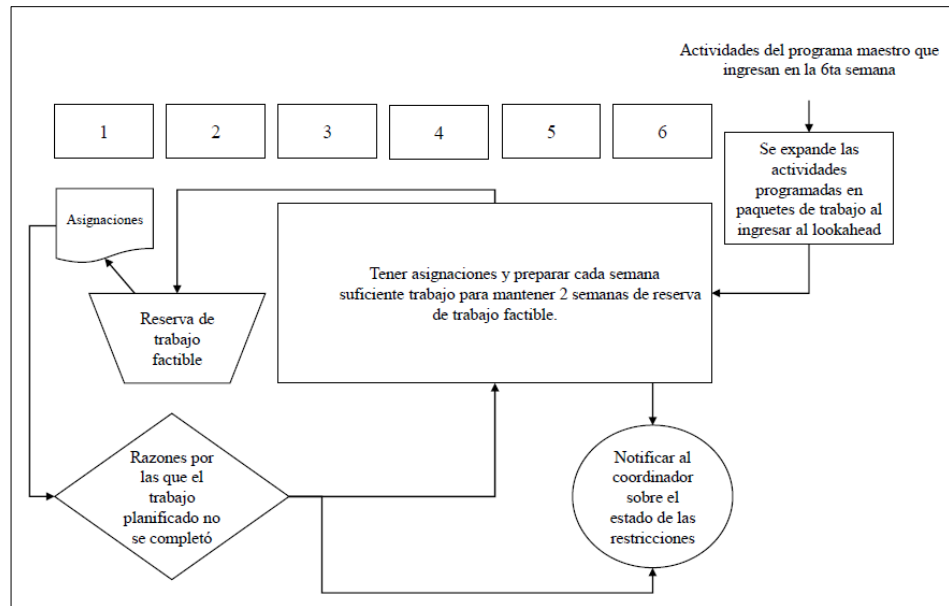 Actividades del programa maestro que
ingresan en la 6ta semana
1
2
3
4
5
6
Se expande las
actividades
programadas en
paquetes de trabajo al
ingresar al lookahead
Asignaciones
Tener asignaciones y preparar cada semana
suficiente trabajo para mantener 2 semanas de reserva
de trabajo factible.
Reserva de
trabajo
factible
Razones por
las que el
trabajo
planificado no
se completó
Notificar al
coordinador
sobre el
estado de las
restricciones